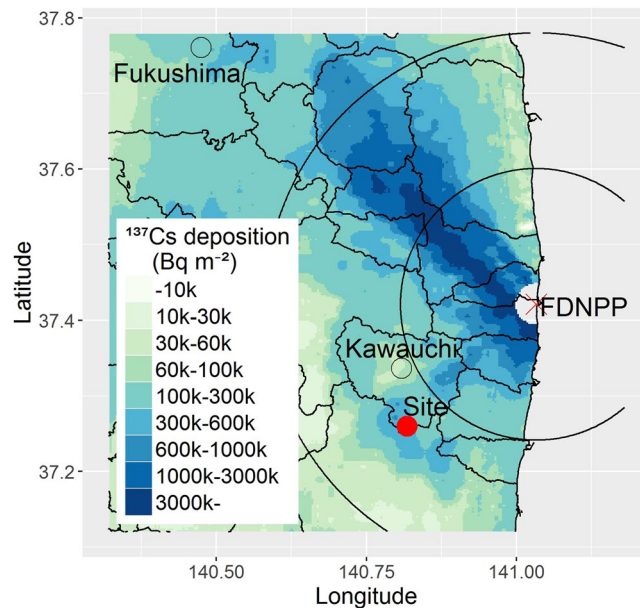 37.8
37.6
37.4
37.2
Latitude
Fukushima
¹³⁷Cs deposition
(Bq m⁻²)
-10k
10k-30k
30k-60k
60k-100k
100k-300k
300k-600k
600k-1000k
1000k-3000k
3000k-
FDNPP
Kawauchi
Site
140.50
140.75
141.00
Longitude